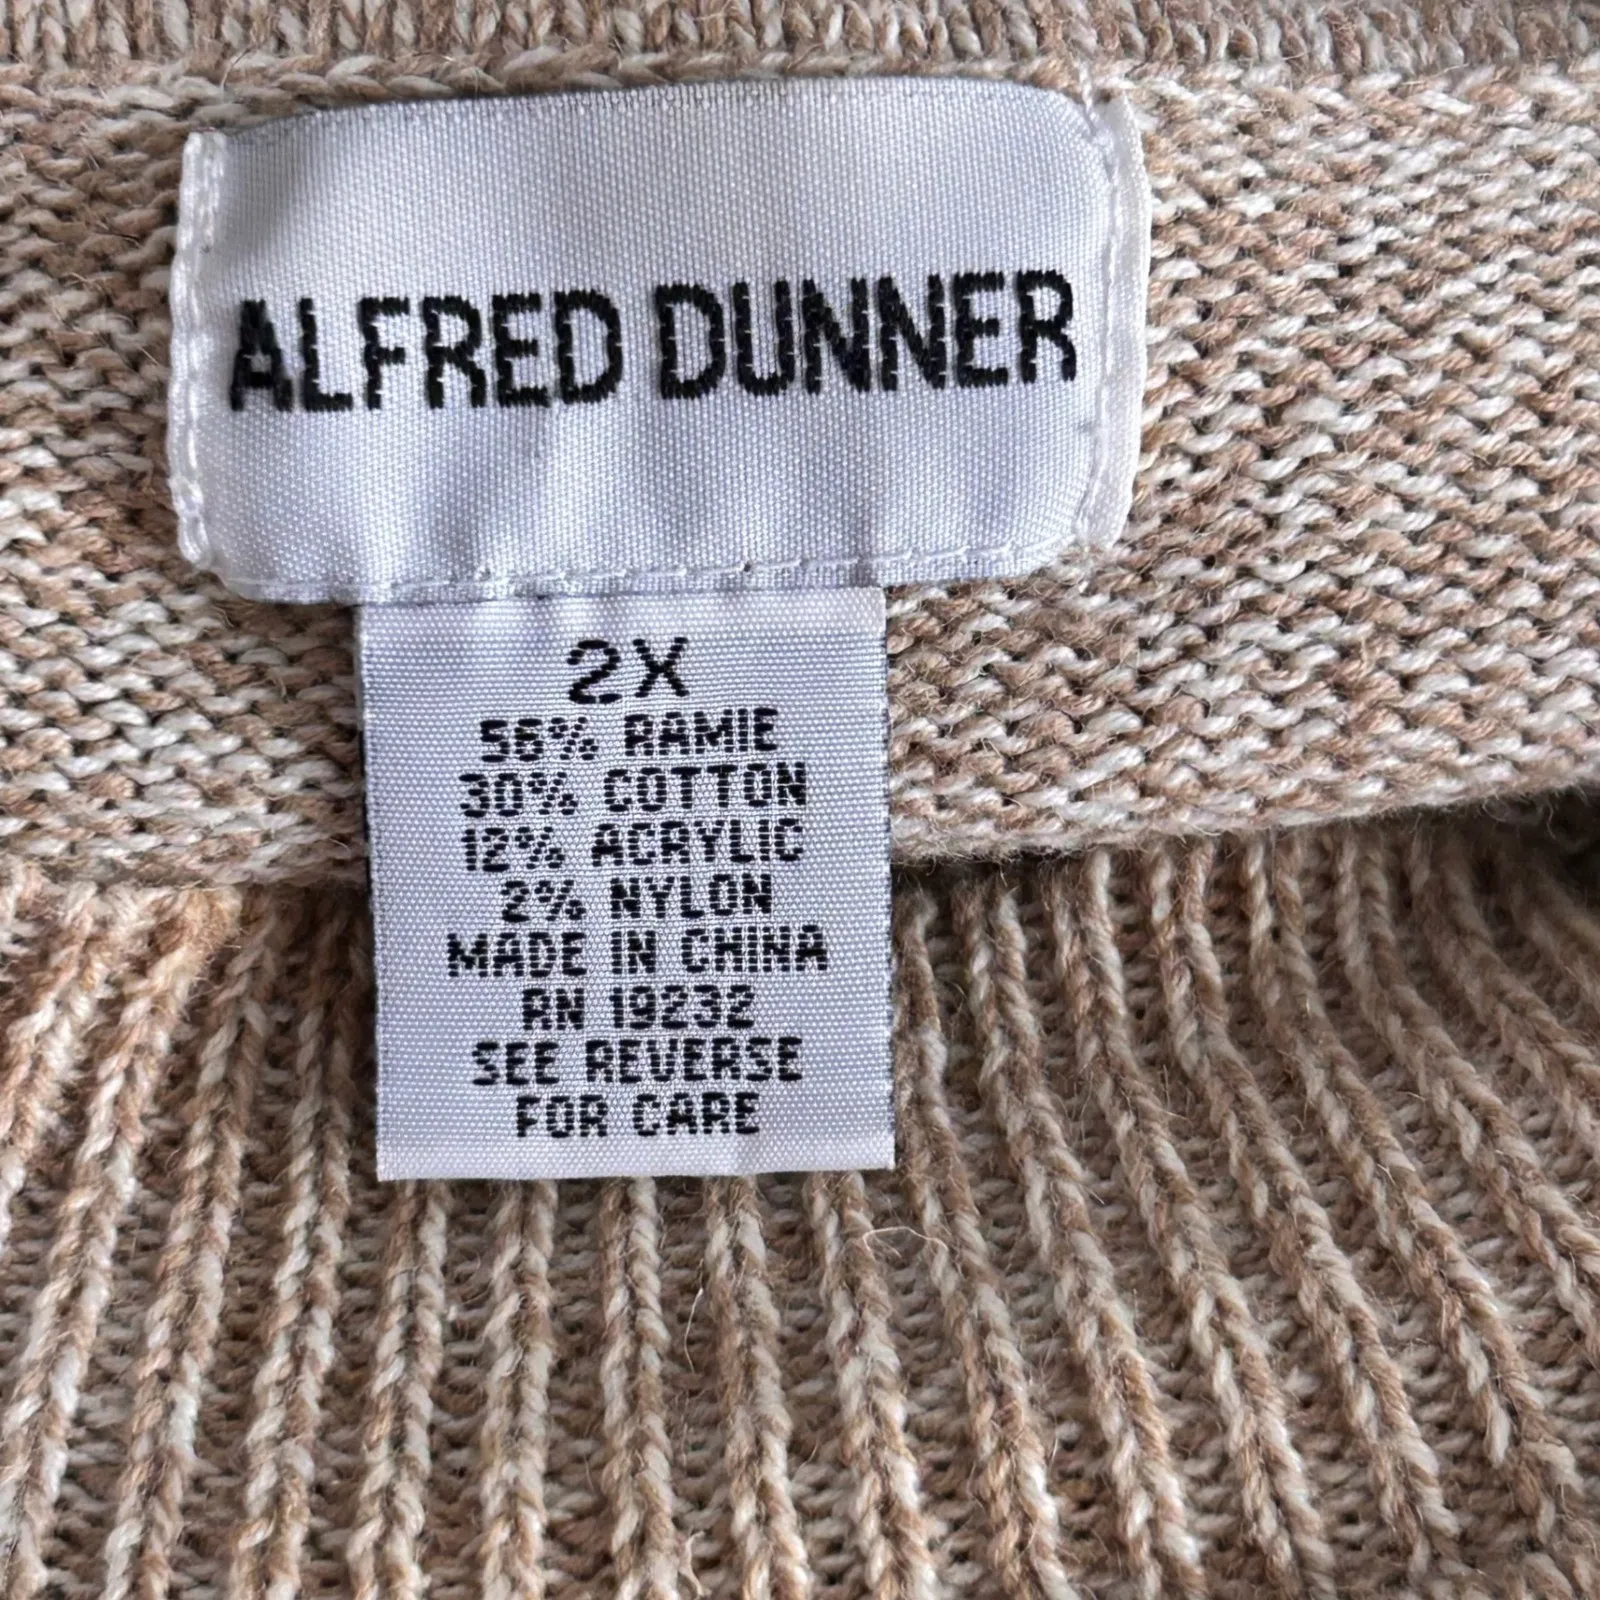 ALFRED DUNNER
2X
56% RAMIE
30% COTTON
12% ACRYLIC
2% NYLON
MADE IN CHINA
RN 19232
SEE REVERSE
FOR CARE